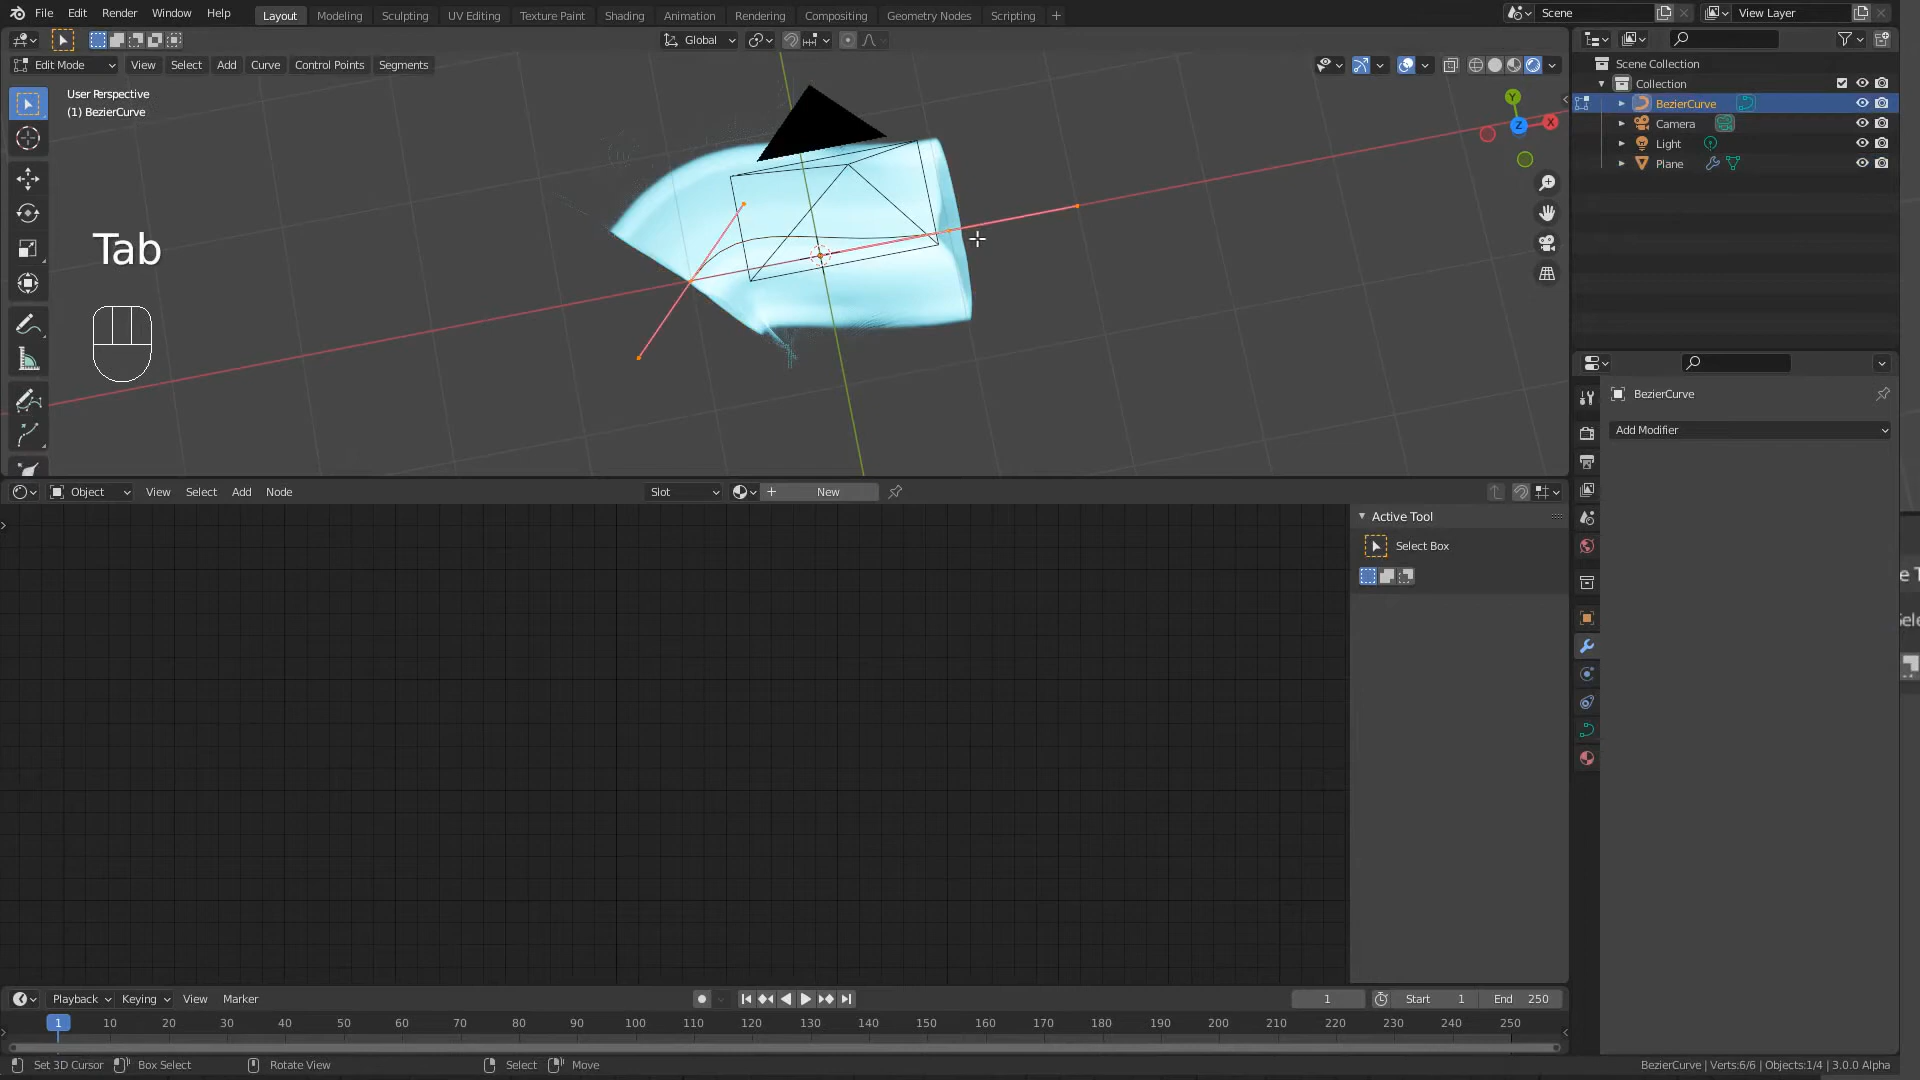 File Edit Render Window Help Layout Modeling Sculpting UV Editing Texture Paint Shading Animation Rendering Compositing Geometry Nodes Scripting + Scene View Layer
Global
Edit Mode View Select Add Curve Control Points Segments
User Perspective
(1) BezierCurve
Tab
Y
Z
X
Scene Collection
Collection
BezierCurve
Camera
Light
Plane
BezierCurve
Add Modifier
Object View Select Add Node Slot New
Active Tool
Select Box
e T
Sele
Playback Keying View Marker 1 Start 1 End 250
1 10 20 30 40 50 60 70 80 90 100 110 120 130 140 150 160 170 180 190 200 210 220 230 240 250
Set 3D Cursor Box Select Rotate View Select Move BezierCurve | Verts:6/6 | Objects:1/4 | 3.0.0 Alpha